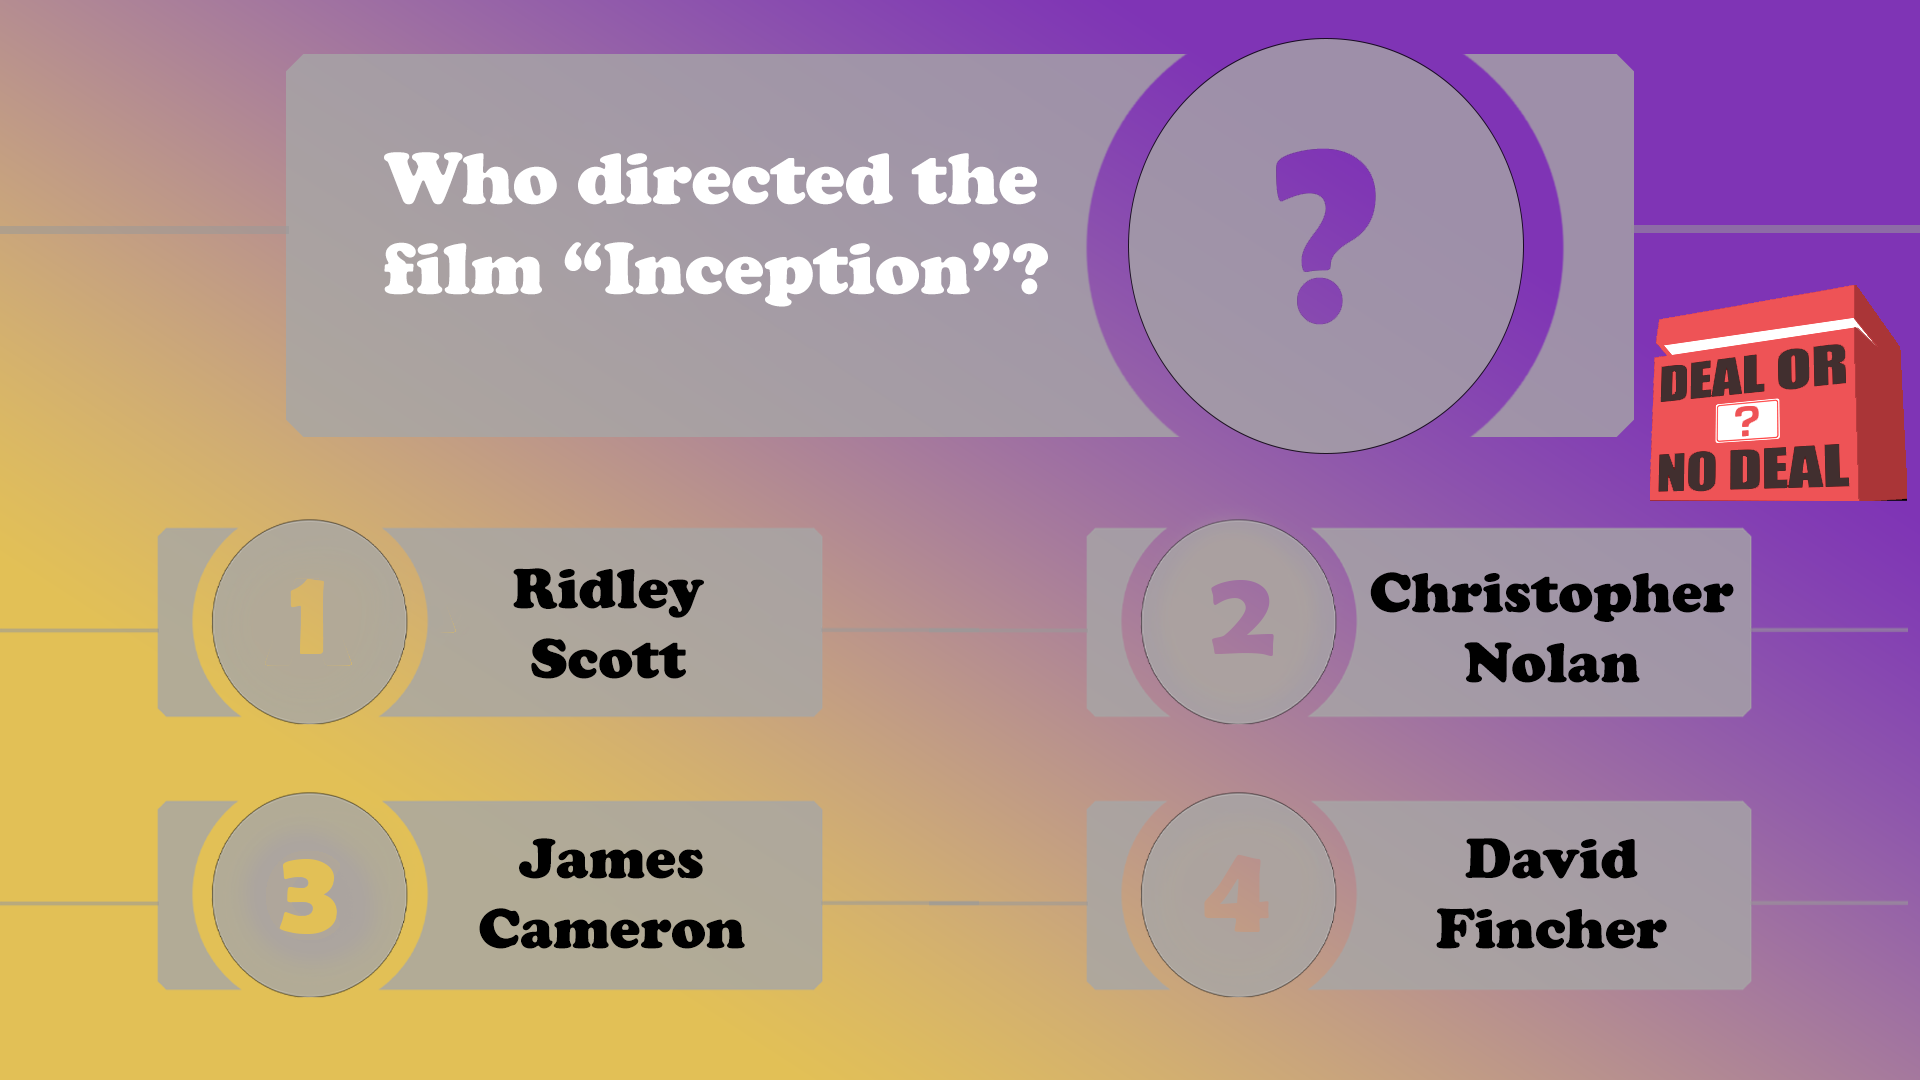 Who directed the
film “Inception”?
?
DEAL OR
?
NO DEAL
1
Ridley
Scott
2
Christopher
Nolan
3
James
Cameron
4
David
Fincher